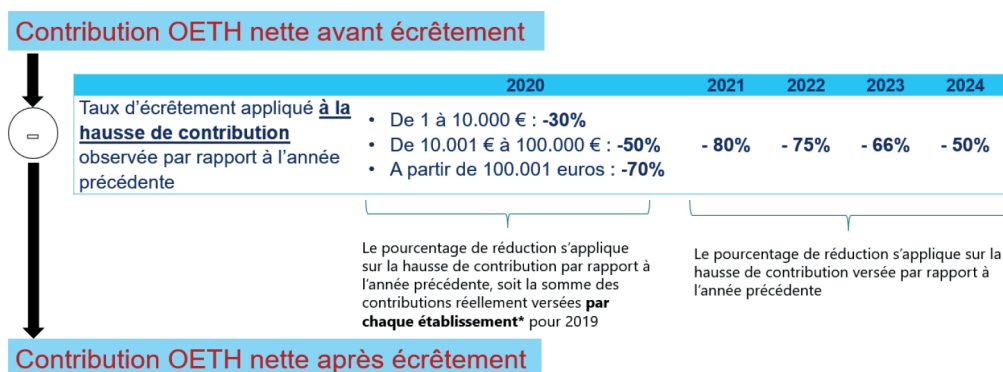 Contribution OETH nette avant écrêtement
2020 2021 2022 2023 2024
Taux d'écrêtement appliqué à la
hausse de contribution
observée par rapport à l'année
précédente
-
• De 1 à 10.000 € : -30%
• De 10.001 € à 100.000 € : -50%
• A partir de 100.001 euros : -70%
- 80% - 75% - 66% - 50%
Le pourcentage de réduction s'applique
sur la hausse de contribution par rapport à
l'année précédente, soit la somme des
contributions réellement versées par
chaque établissement* pour 2019
Le pourcentage de réduction s'applique sur la
hausse de contribution versée par rapport à
l'année précédente
Contribution OETH nette après écrêtement